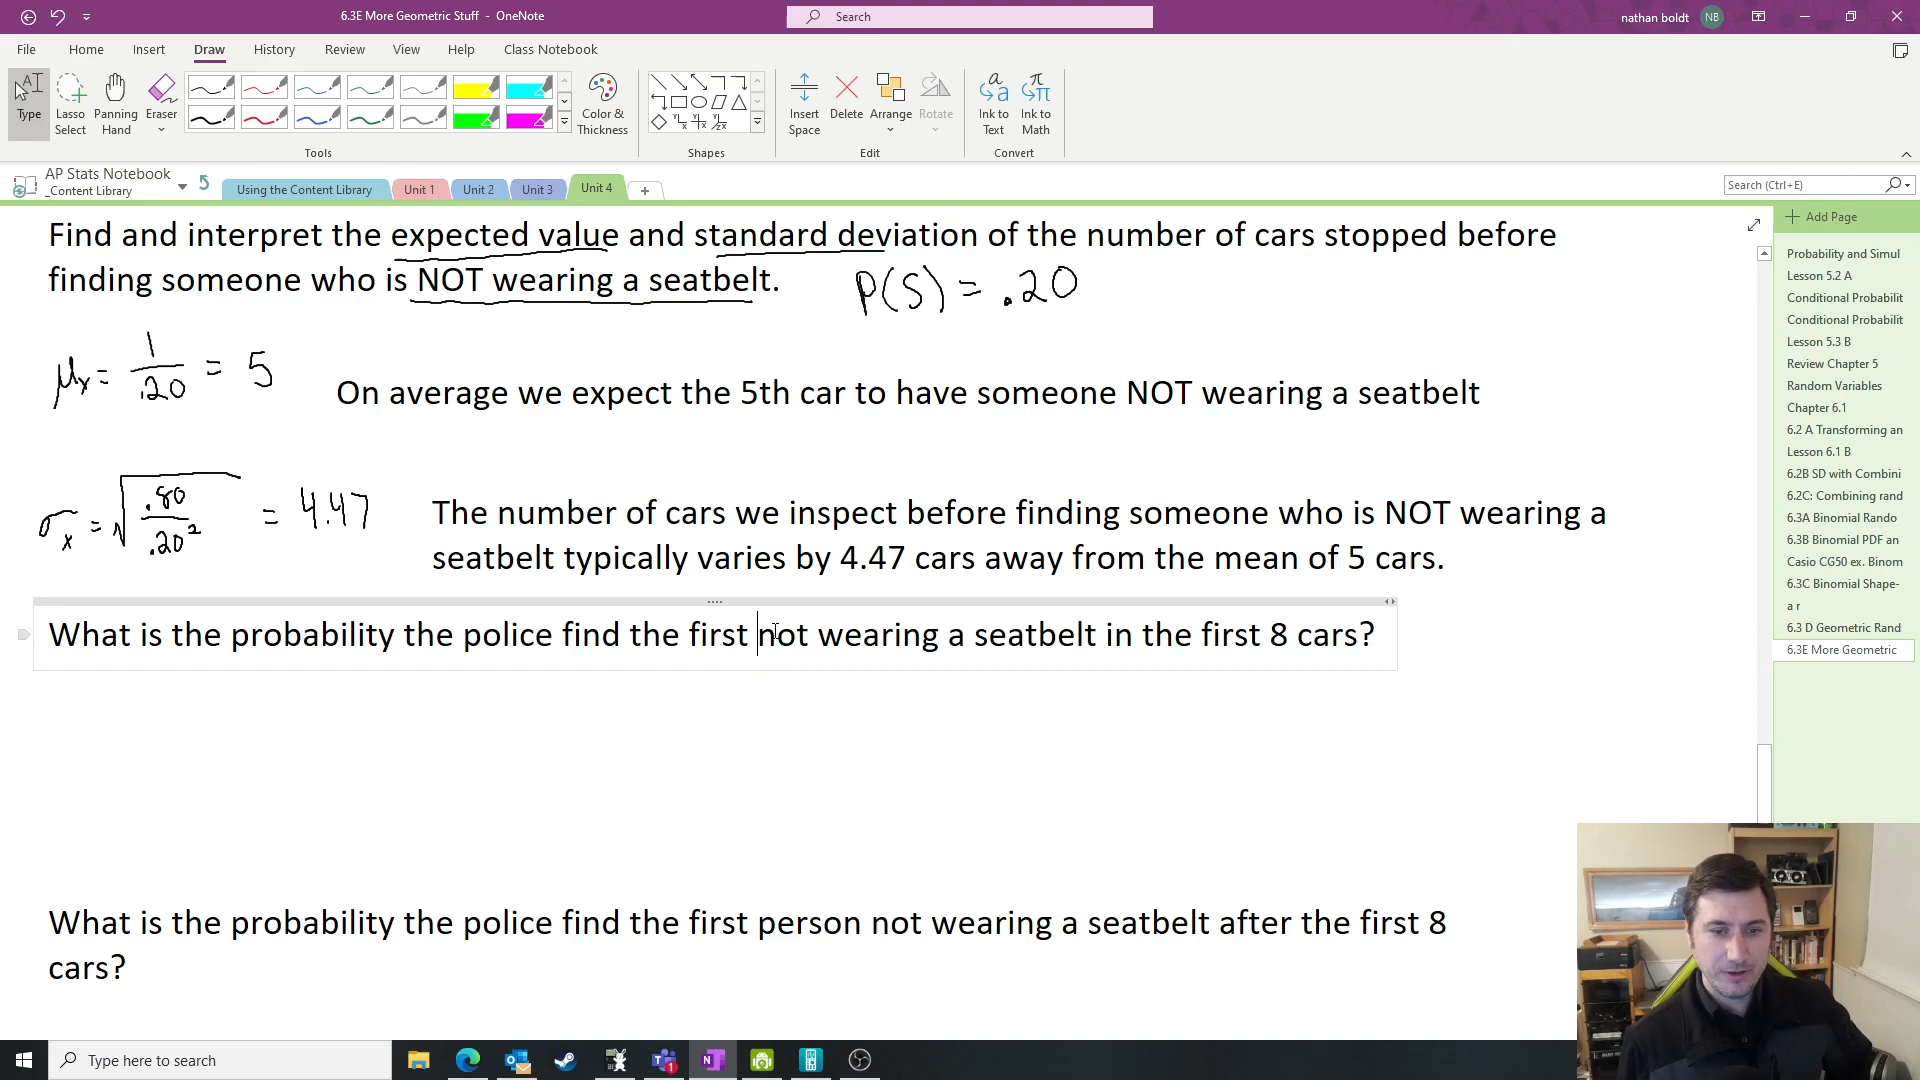 6.3E More Geometric Stuff - OneNote
Search
nathan boldt
NB
File Home Insert Draw History Review View Help Class Notebook
Type
Lasso Select
Panning Hand
Eraser
Color & Thickness
Insert Space
Delete
Arrange
Rotate
Ink to Text
Ink to Math
Tools Shapes Edit Convert
AP Stats Notebook
_Content Library
Using the Content Library Unit 1 Unit 2 Unit 3 Unit 4 +
Search (Ctrl+E)
Find and interpret the expected value and standard deviation of the number of cars stopped before
finding someone who is NOT wearing a seatbelt.
P(S) = .20
μx = 1/.20 = 5
On average we expect the 5th car to have someone NOT wearing a seatbelt
σx = √(.80/.20²) = 4.47
The number of cars we inspect before finding someone who is NOT wearing a
seatbelt typically varies by 4.47 cars away from the mean of 5 cars.
What is the probability the police find the first not wearing a seatbelt in the first 8 cars?
What is the probability the police find the first person not wearing a seatbelt after the first 8
cars?
Add Page
Probability and Simul
Lesson 5.2 A
Conditional Probabilit
Conditional Probabilit
Lesson 5.3 B
Review Chapter 5
Random Variables
Chapter 6.1
6.2 A Transforming an
Lesson 6.1 B
6.2B SD with Combini
6.2C: Combining rand
6.3A Binomial Rando
6.3B Binomial PDF an
Casio CG50 ex. Binom
6.3C Binomial Shape-
a r
6.3 D Geometric Rand
6.3E More Geometric
Type here to search